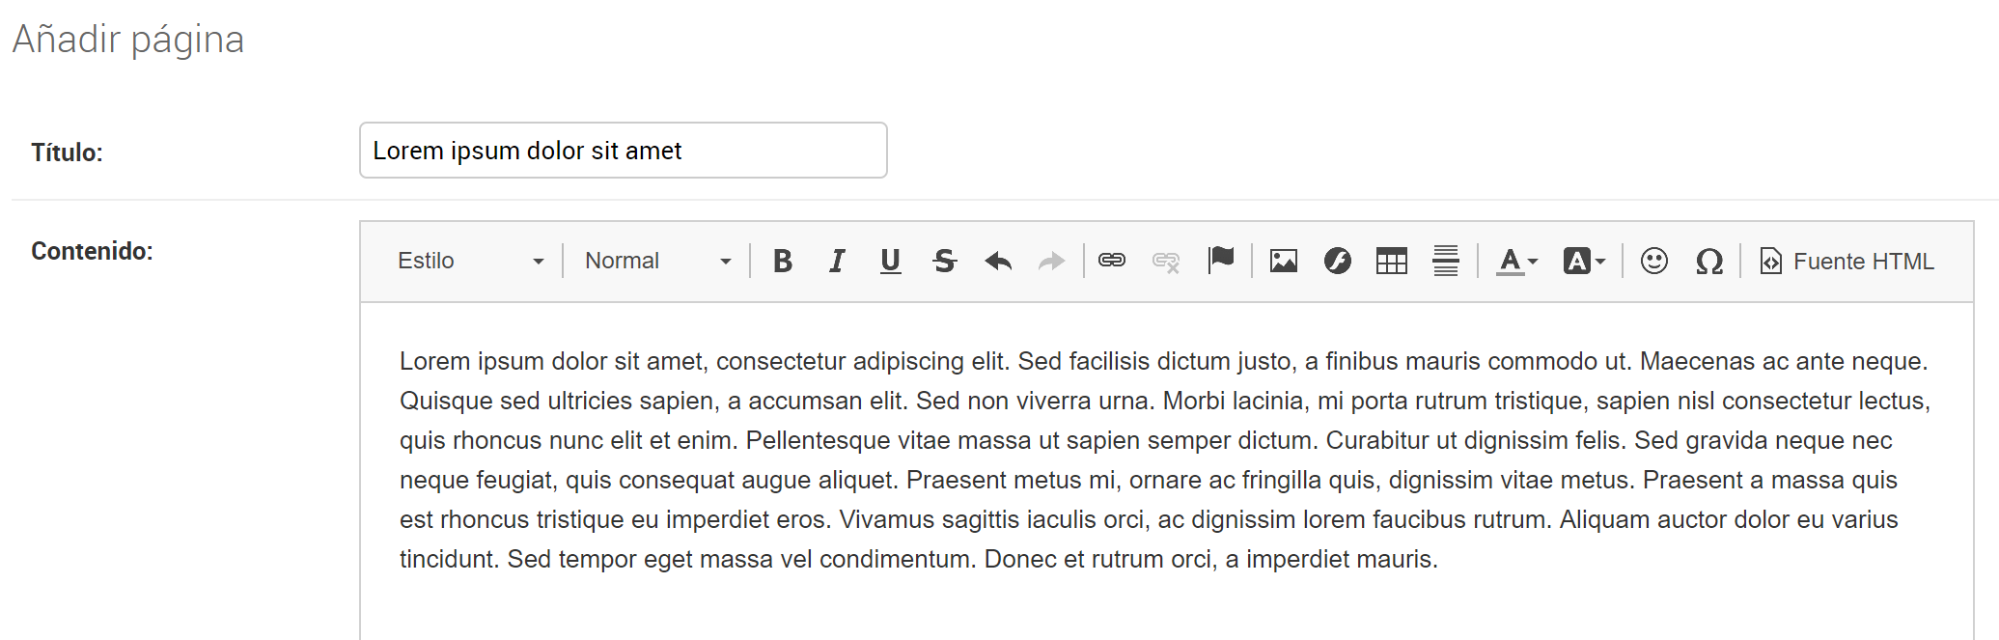 Añadir página
Título:
Lorem ipsum dolor sit amet
Contenido:
Estilo Normal B I U S A A Ω Fuente HTML
Lorem ipsum dolor sit amet, consectetur adipiscing elit. Sed facilisis dictum justo, a finibus mauris commodo ut. Maecenas ac ante neque.
Quisque sed ultricies sapien, a accumsan elit. Sed non viverra urna. Morbi lacinia, mi porta rutrum tristique, sapien nisl consectetur lectus,
quis rhoncus nunc elit et enim. Pellentesque vitae massa ut sapien semper dictum. Curabitur ut dignissim felis. Sed gravida neque nec
neque feugiat, quis consequat augue aliquet. Praesent metus mi, ornare ac fringilla quis, dignissim vitae metus. Praesent a massa quis
est rhoncus tristique eu imperdiet eros. Vivamus sagittis iaculis orci, ac dignissim lorem faucibus rutrum. Aliquam auctor dolor eu varius
tincidunt. Sed tempor eget massa vel condimentum. Donec et rutrum orci, a imperdiet mauris.